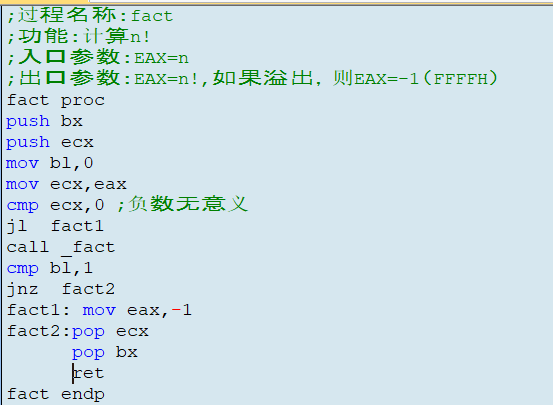 ;过程名称:fact
;功能:计算n!
;入口参数:EAX=n
;出口参数:EAX=n!,如果溢出，则EAX=-1(FFFFH)
fact proc
push bx
push ecx
mov bl,0
mov ecx,eax
cmp ecx,0 ;负数无意义
jl  fact1
call _fact
cmp bl,1
jnz  fact2
fact1: mov eax,-1
fact2:pop ecx
      pop bx
      ret
fact endp